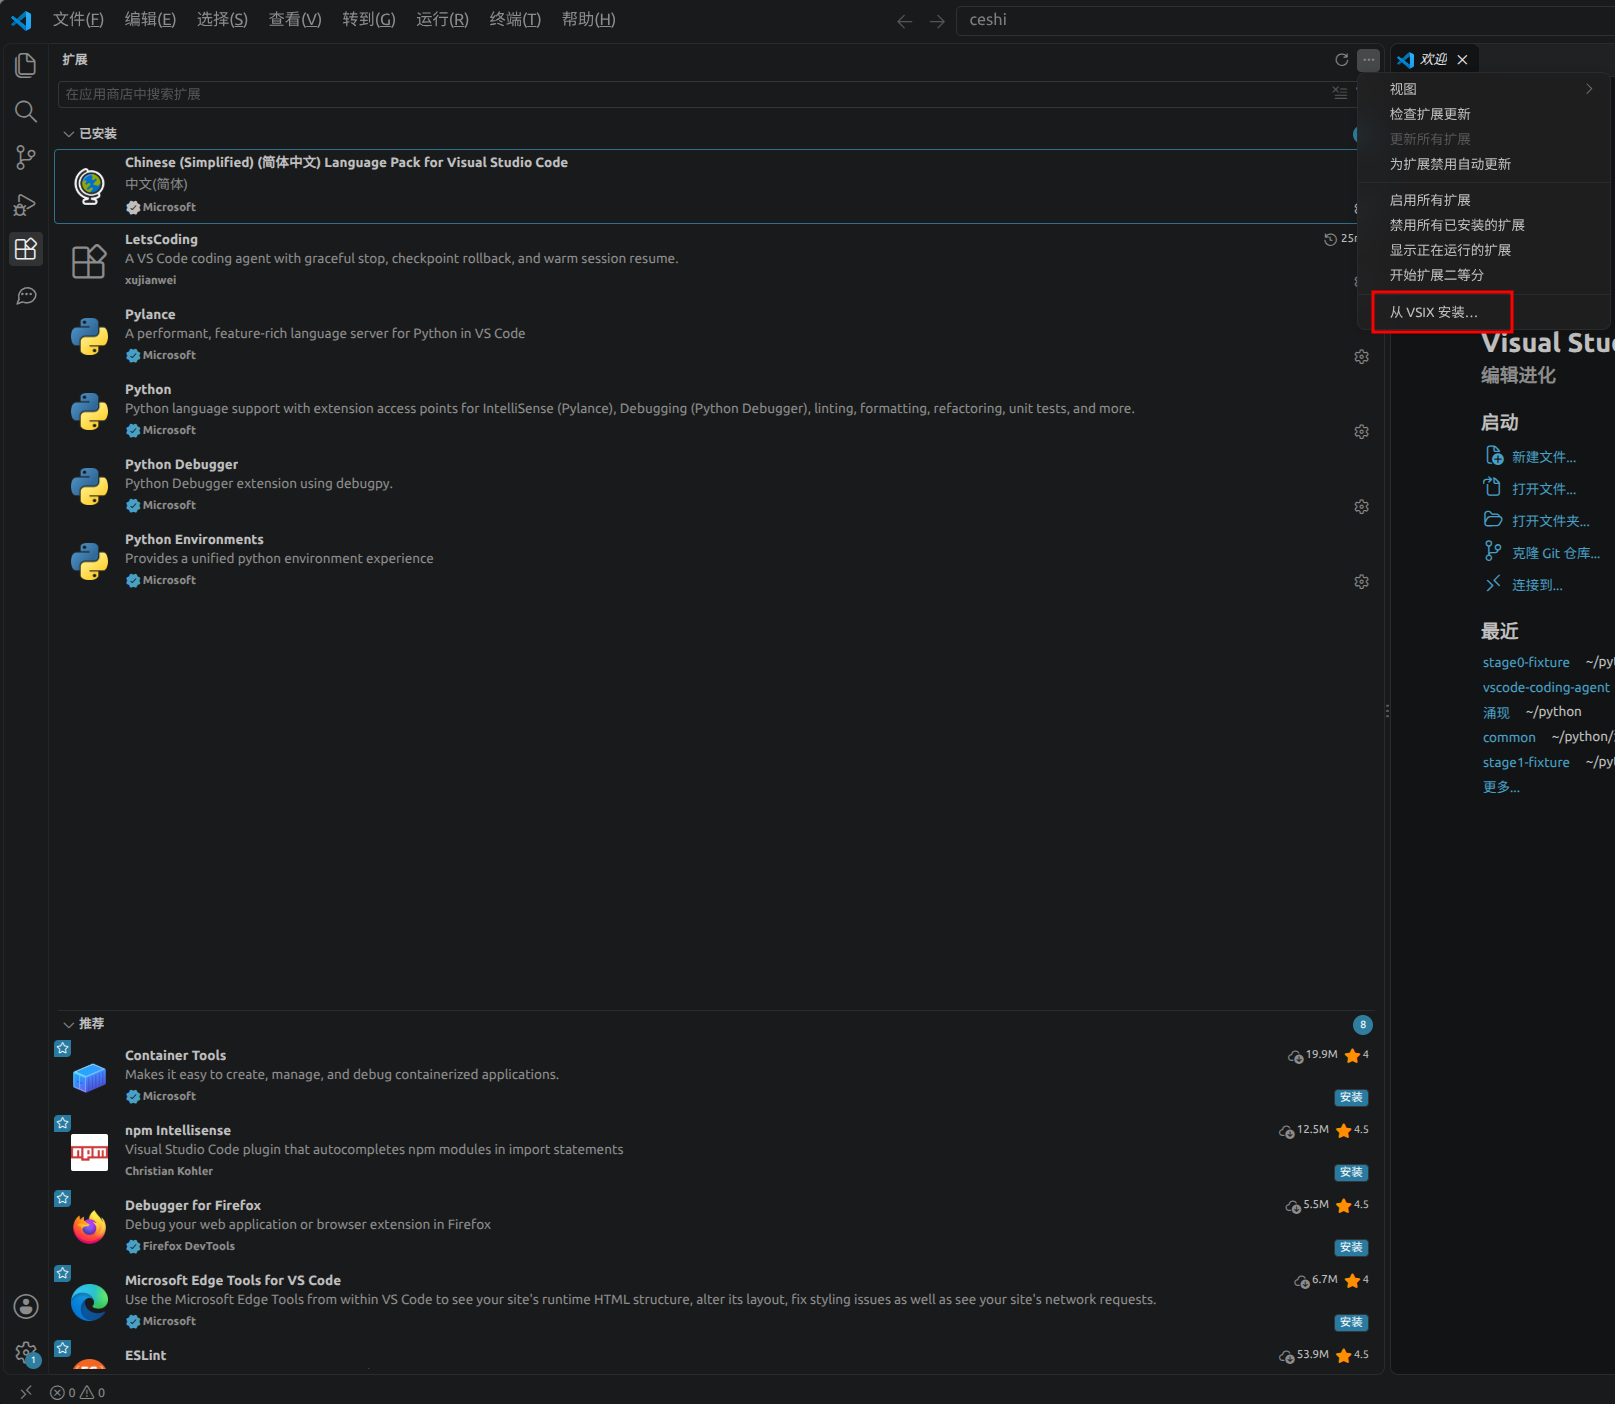 文件(F) 编辑(E) 选择(S) 查看(V) 转到(G) 运行(R) 终端(T) 帮助(H) ceshi
扩展
在应用商店中搜索扩展
已安装
Chinese (Simplified) (简体中文) Language Pack for Visual Studio Code
中文(简体)
Microsoft
LetsCoding
A VS Code coding agent with graceful stop, checkpoint rollback, and warm session resume.
xujianwei
Pylance
A performant, feature-rich language server for Python in VS Code
Microsoft
Python
Python language support with extension access points for IntelliSense (Pylance), Debugging (Python Debugger), linting, formatting, refactoring, unit tests, and more.
Microsoft
Python Debugger
Python Debugger extension using debugpy.
Microsoft
Python Environments
Provides a unified python environment experience
Microsoft
推荐 8
Container Tools 19.9M 4
Makes it easy to create, manage, and debug containerized applications.
Microsoft 安装
npm Intellisense 12.5M 4.5
Visual Studio Code plugin that autocompletes npm modules in import statements
Christian Kohler 安装
npm
Debugger for Firefox 5.5M 4.5
Debug your web application or browser extension in Firefox
Firefox DevTools 安装
Microsoft Edge Tools for VS Code 6.7M 4
Use the Microsoft Edge Tools from within VS Code to see your site's runtime HTML structure, alter its layout, fix styling issues as well as see your site's network requests.
Microsoft 安装
ESLint 53.9M 4.5
1
0 0
欢迎
视图
检查扩展更新
更新所有扩展
为扩展禁用自动更新
启用所有扩展
禁用所有已安装的扩展
显示正在运行的扩展
开始扩展二等分
从 VSIX 安装...
Visual Stu
编辑进化
启动
新建文件...
打开文件...
打开文件夹...
克隆 Git 仓库...
连接到...
最近
stage0-fixture ~/pyt
vscode-coding-agent
涌现 ~/python
common ~/python/
stage1-fixture ~/pyt
更多...